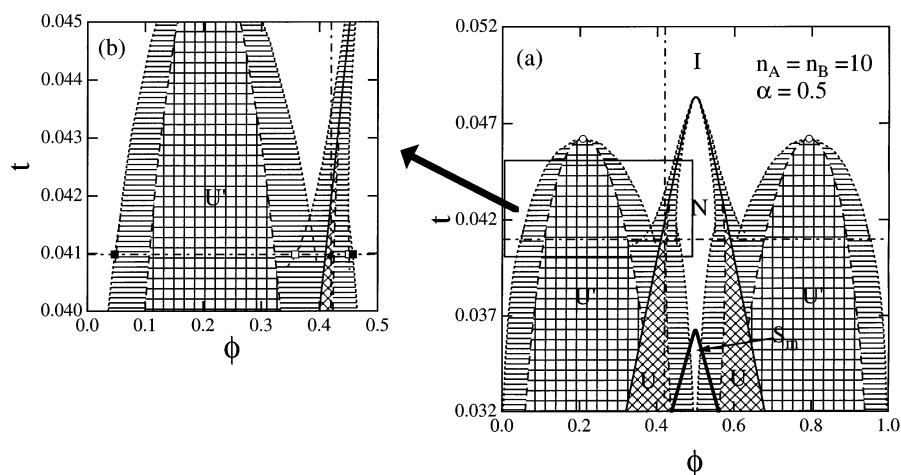 (b)
0.045
0.044
0.043
0.042
0.041
0.040
t
U'
0.0 0.1 0.2 0.3 0.4 0.5
ϕ
(a)
0.052
0.047
0.042
0.037
0.032
t
I
n_A = n_B =10
α = 0.5
N
U' U'
S_m
U U
0.0 0.2 0.4 0.6 0.8 1.0
ϕ